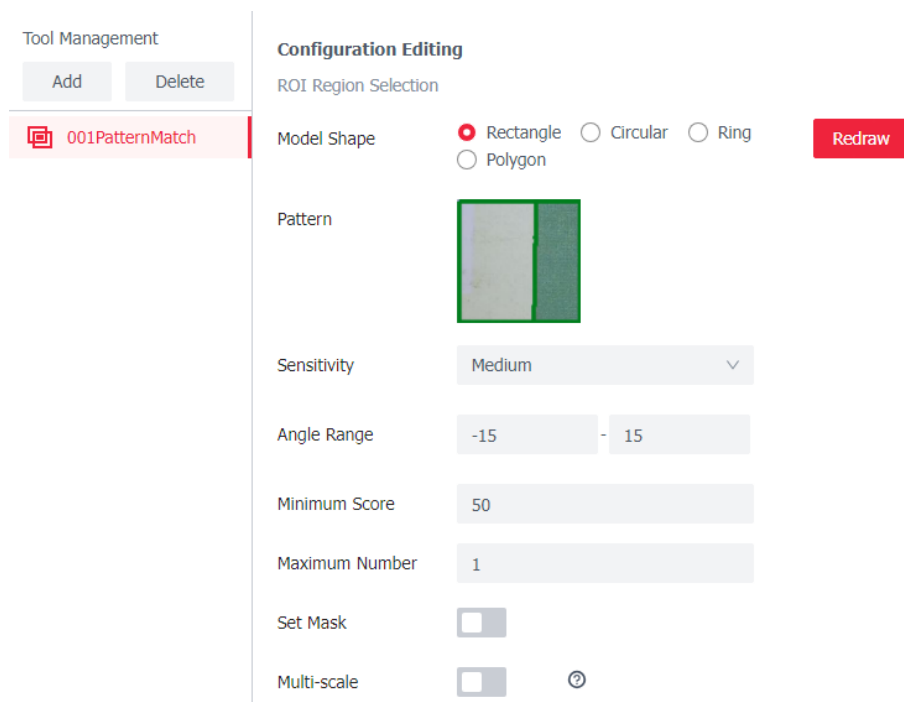 Tool Management
Add Delete
001PatternMatch
Configuration Editing
ROI Region Selection
Model Shape Rectangle Circular Ring Redraw
Polygon
Pattern
Sensitivity Medium
Angle Range -15 - 15
Minimum Score 50
Maximum Number 1
Set Mask
Multi-scale ?